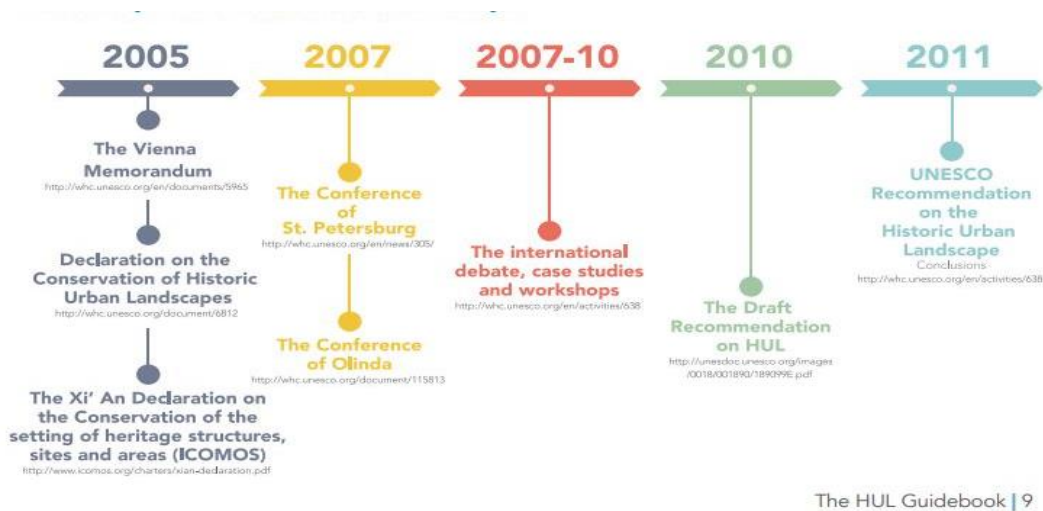 2005
The Vienna
Memorandum
http://whc.unesco.org/en/documents/5965
Declaration on the
Conservation of Historic
Urban Landscapes
http://whc.unesco.org/document/6812
The Xi' An Declaration on
the Conservation of the
setting of heritage structures,
sites and areas (ICOMOS)
http://www.icomos.org/charters/xian-declaration.pdf
2007
The Conference
of
St. Petersburg
http://whc.unesco.org/en/news/305/
The Conference
of Olinda
http://whc.unesco.org/document/115813
2007-10
The international
debate, case studies
and workshops
http://whc.unesco.org/en/activities/638
2010
The Draft
Recommendation
on HUL
http://unesdoc.unesco.org/images
/0018/001890/189099E.pdf
2011
UNESCO
Recommendation
on the
Historic Urban
Landscape
Conclusions
http://whc.unesco.org/en/activities/638
The HUL Guidebook | 9